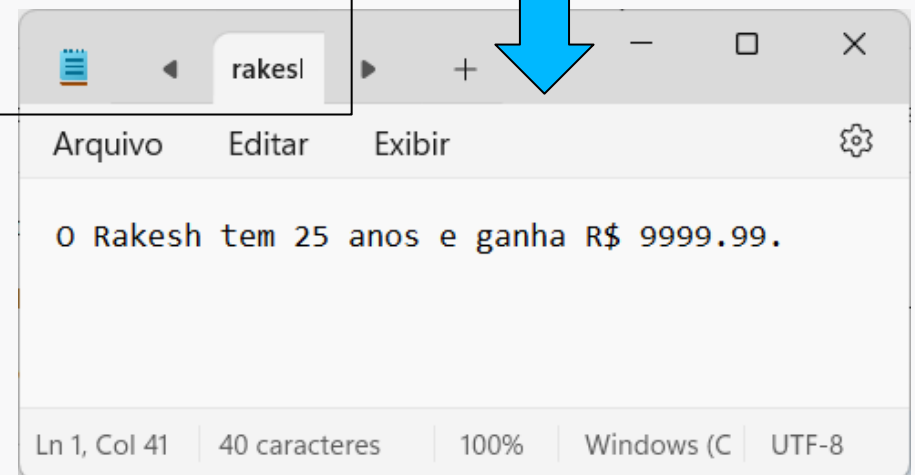 rakesl
Arquivo Editar Exibir
O Rakesh tem 25 anos e ganha R$ 9999.99.
Ln 1, Col 41 40 caracteres 100% Windows (C UTF-8